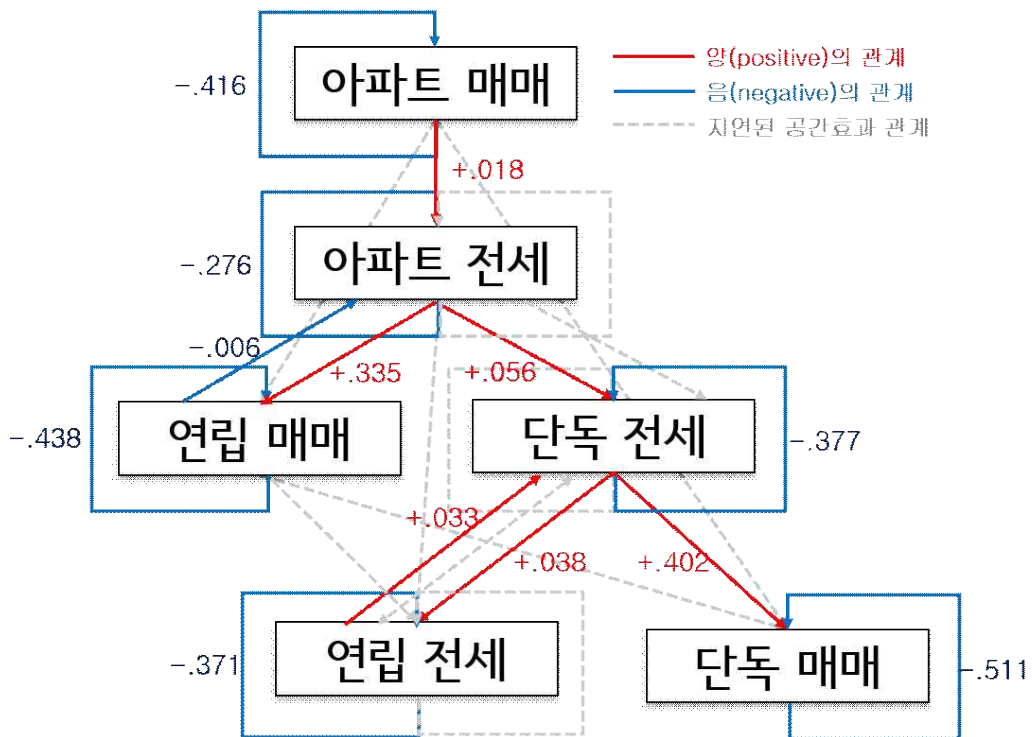 아파트 매매
-.416
양(positive)의 관계
음(negative)의 관계
지연된 공간효과 관계
+.018
아파트 전세
-.276
-.006
+.335
+.056
연립 매매
-.438
단독 전세
-.377
+.033
+.038
+.402
연립 전세
-.371
단독 매매
-.511